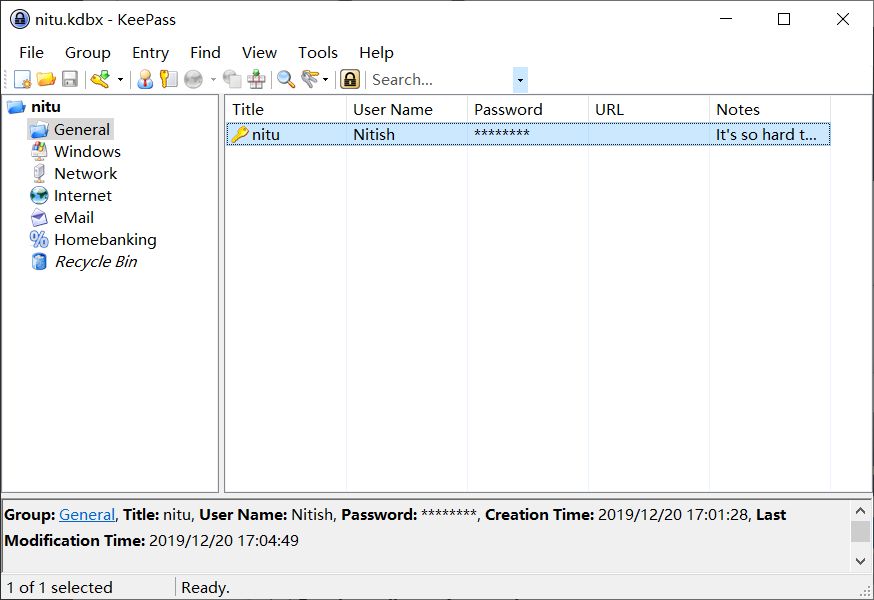 nitu.kdbx - KeePass
File Group Entry Find View Tools Help
Search...
nitu
General
Windows
Network
Internet
eMail
Homebanking
Recycle Bin
Title User Name Password URL Notes
nitu Nitish ******** It's so hard t...
Group: General, Title: nitu, User Name: Nitish, Password: ********, Creation Time: 2019/12/20 17:01:28, Last
Modification Time: 2019/12/20 17:04:49
1 of 1 selected Ready.